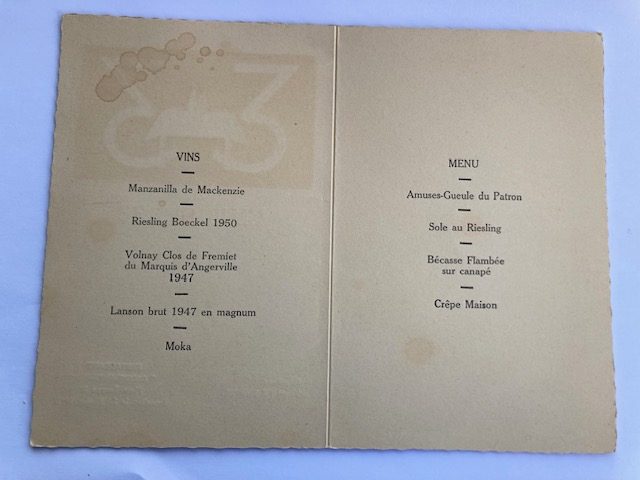 VINS
Manzanilla de Mackenzie
Riesling Boeckel 1950
Volnay Clos de Fremiet
du Marquis d'Angerville
1947
Lanson brut 1947 en magnum
Moka
MENU
Amuses-Gueule du Patron
Sole au Riesling
Bécasse Flambée
sur canapé
Crêpe Maison